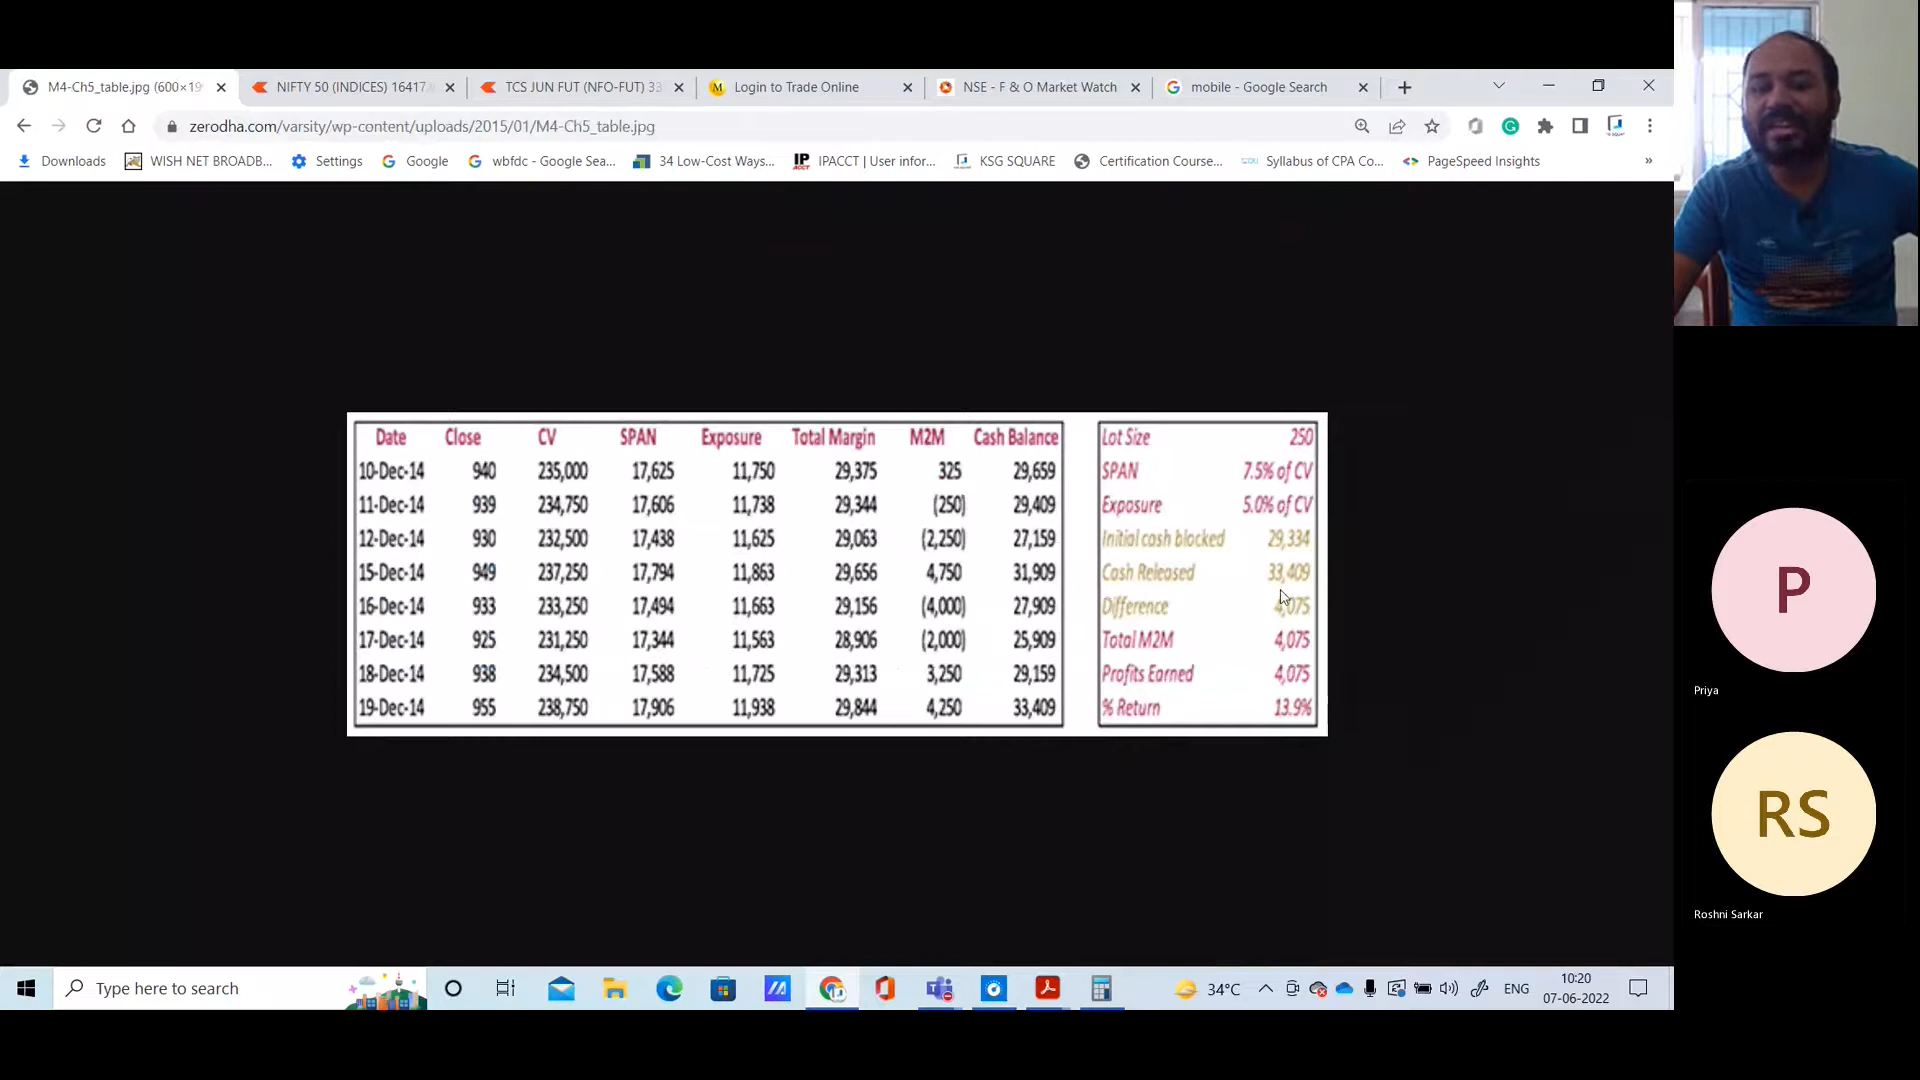 M4-Ch5_table.jpg (600×19
NIFTY 50 (INDICES) 16417.
TCS JUN FUT (NFO-FUT) 33
Login to Trade Online
NSE - F & O Market Watch
mobile - Google Search
zerodha.com/varsity/wp-content/uploads/2015/01/M4-Ch5_table.jpg
Downloads WISH NET BROADB... Settings Google wbfdc - Google Sea... 34 Low-Cost Ways... IPACCT | User infor... KSG SQUARE Certification Course... Syllabus of CPA Co... PageSpeed Insights »
Date Close CV SPAN Exposure Total Margin M2M Cash Balance
10-Dec-14 940 235,000 17,625 11,750 29,375 325 29,659
11-Dec-14 939 234,750 17,606 11,738 29,344 (250) 29,409
12-Dec-14 930 232,500 17,438 11,625 29,063 (2,250) 27,159
15-Dec-14 949 237,250 17,794 11,863 29,656 4,750 31,909
16-Dec-14 933 233,250 17,494 11,663 29,156 (4,000) 27,909
17-Dec-14 925 231,250 17,344 11,563 28,906 (2,000) 25,909
18-Dec-14 938 234,500 17,588 11,725 29,313 3,250 29,159
19-Dec-14 955 238,750 17,906 11,938 29,844 4,250 33,409
Lot Size 250
SPAN 7.5% of CV
Exposure 5.0% of CV
Initial cash blocked 29,334
Cash Released 33,409
Difference 4,075
Total M2M 4,075
Profits Earned 4,075
% Return 13.9%
P
Priya
RS
Roshni Sarkar
Type here to search
34°C
ENG
10:20
07-06-2022